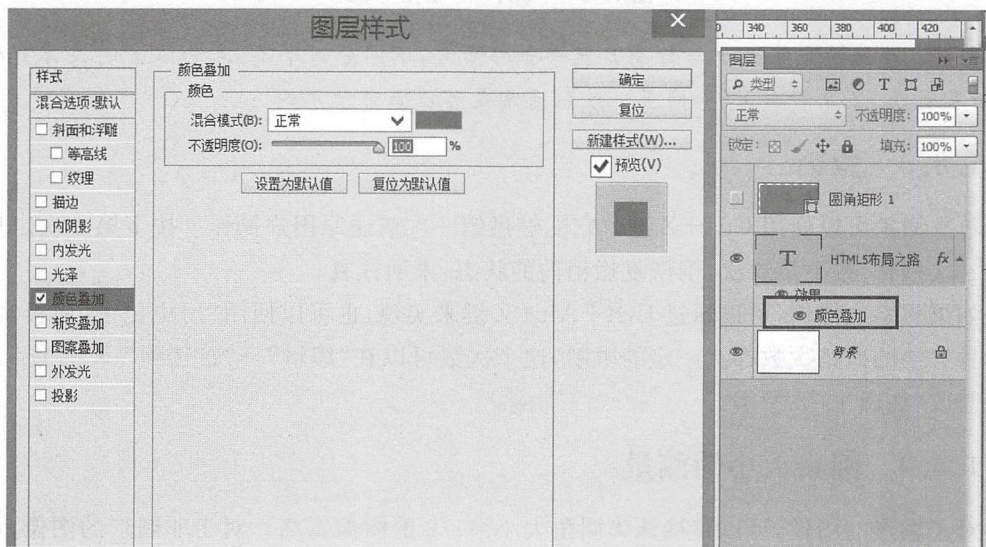 图层样式
样式
混合选项:默认
斜面和浮雕
等高线
纹理
描边
内阴影
内发光
光泽
颜色叠加
渐变叠加
图案叠加
外发光
投影
颜色叠加
颜色
混合模式(B): 正常
不透明度(O): 100 %
设置为默认值 复位为默认值
确定
复位
新建样式(W)...
预览(V)
340 360 380 400 420
图层
类型
正常 不透明度: 100%
锁定: 填充: 100%
圆角矩形 1
T HTML5布局之路 fx
效果
颜色叠加
背景